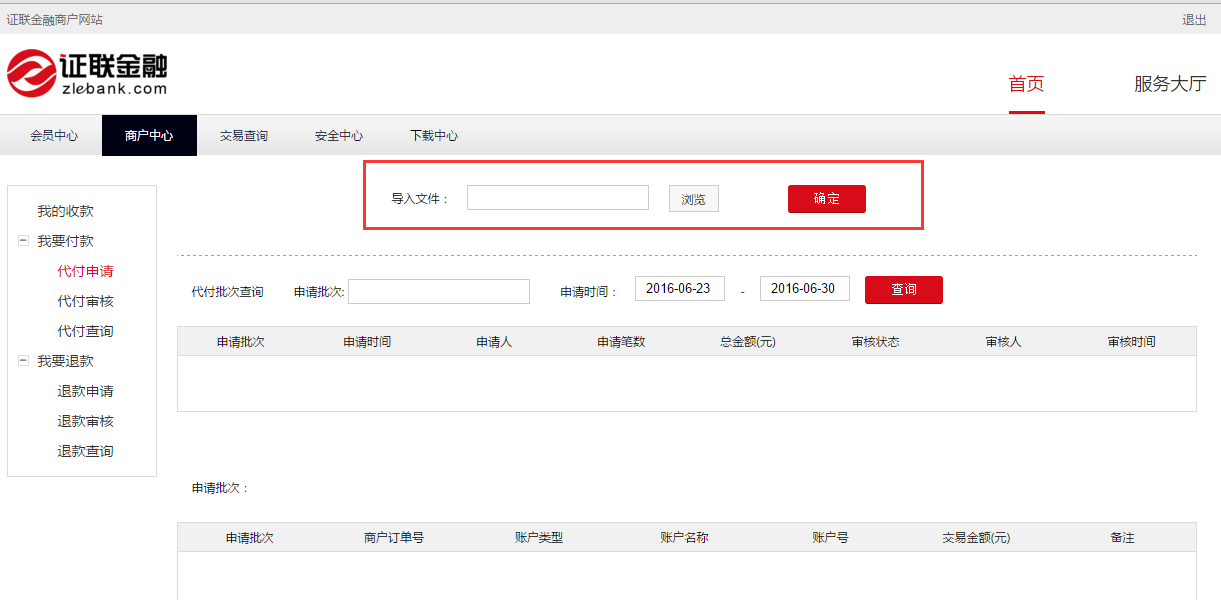 证联金融商户网站 退出
证联金融
zlebank.com
首页 服务大厅
会员中心 商户中心 交易查询 安全中心 下载中心
导入文件： 浏览 确定
我的收款
我要付款
代付申请
代付审核
代付查询
我要退款
退款申请
退款审核
退款查询
代付批次查询 申请批次: 申请时间： 2016-06-23 - 2016-06-30 查询
申请批次 申请时间 申请人 申请笔数 总金额(元) 审核状态 审核人 审核时间
申请批次：
申请批次 商户订单号 账户类型 账户名称 账户号 交易金额(元) 备注